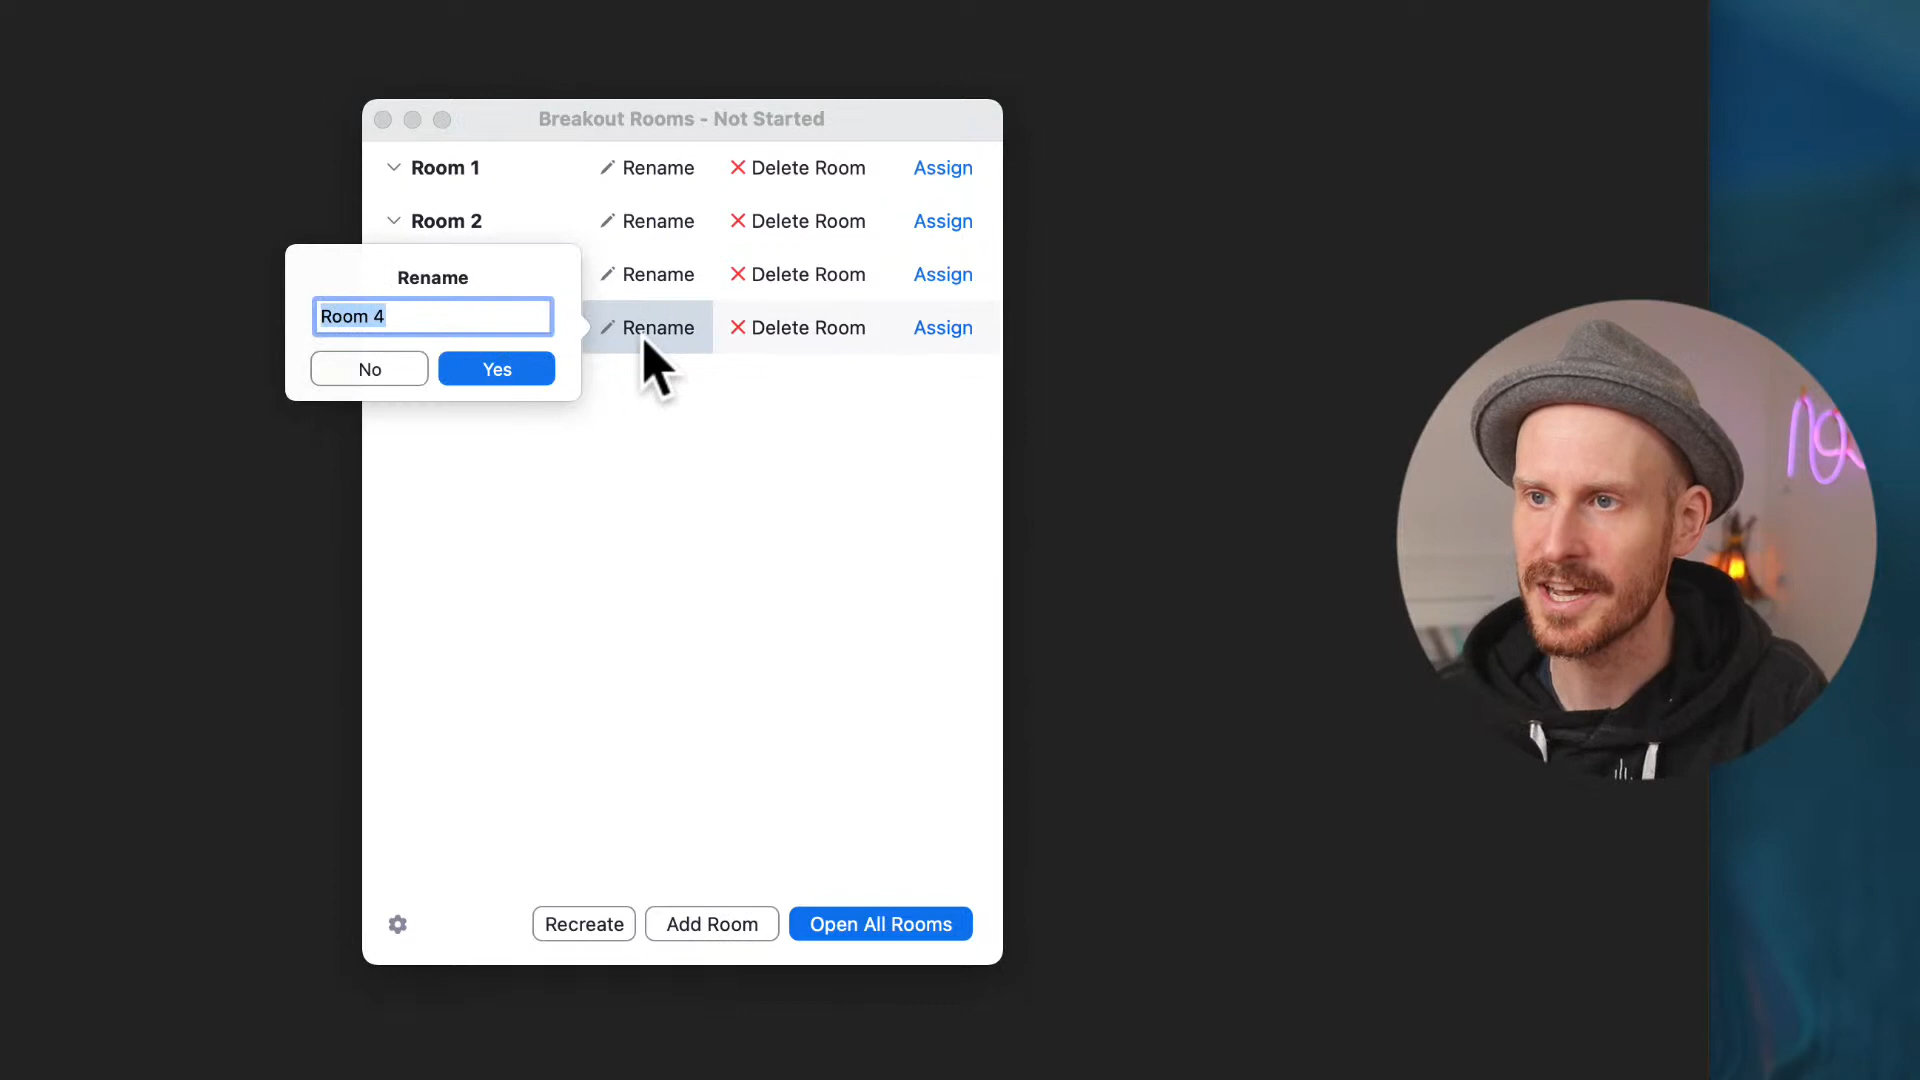 Breakout Rooms - Not Started
Room 1 Rename Delete Room Assign
Room 2 Rename Delete Room Assign
Rename Delete Room Assign
Rename Delete Room Assign
Rename
Room 4
No Yes
Recreate Add Room Open All Rooms